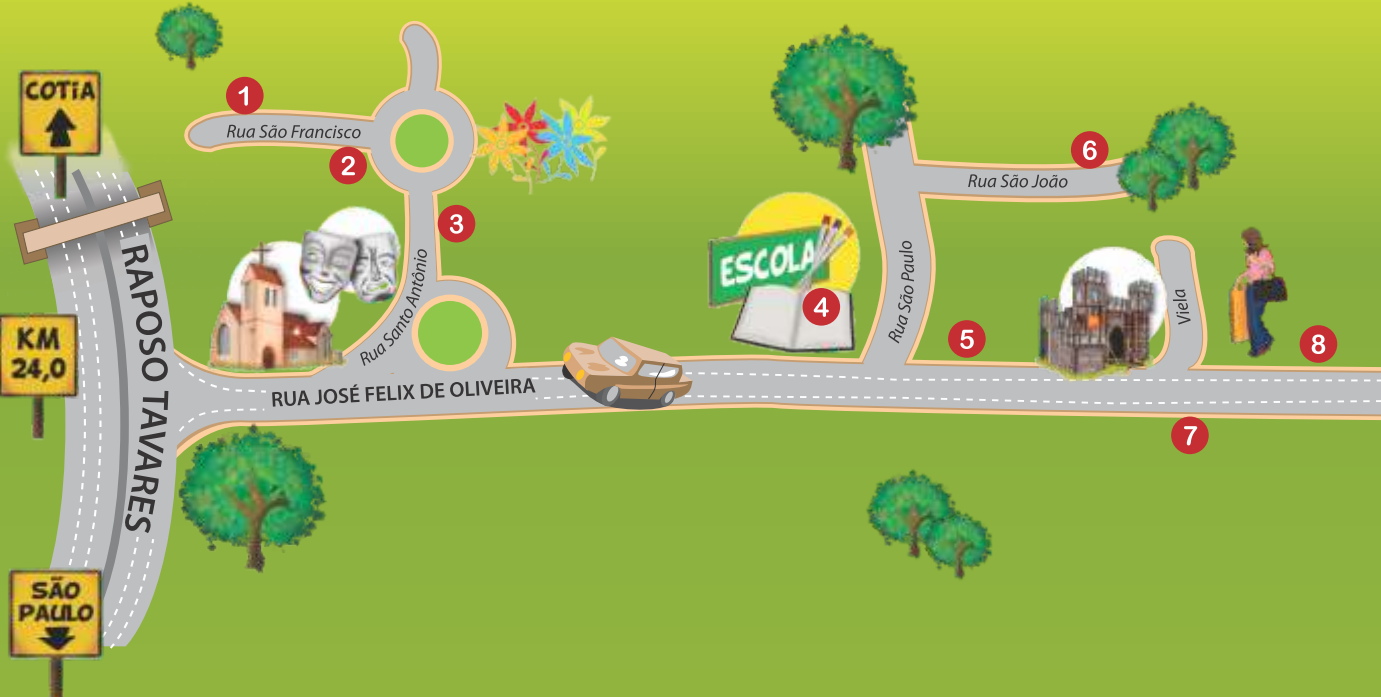 COTiA
1
Rua São Francisco
2
3
Rua Santo Antônio
RAPOSO TAVARES
KM
24,0
RUA JOSÉ FELIX DE OLIVEIRA
ESCOLA
4
Rua São Paulo
5
6
Rua São João
Viela
7
8
SÃO
PAULO